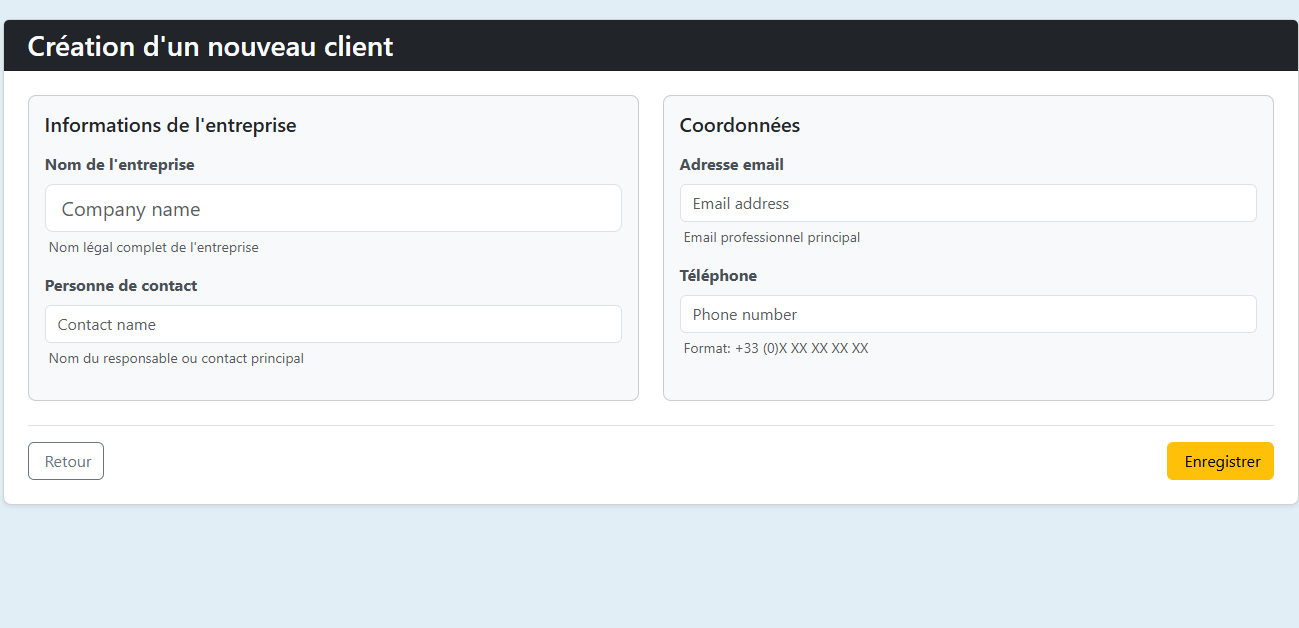 Création d'un nouveau client
Informations de l'entreprise
Nom de l'entreprise
Company name
Nom légal complet de l'entreprise
Personne de contact
Contact name
Nom du responsable ou contact principal
Coordonnées
Adresse email
Email address
Email professionnel principal
Téléphone
Phone number
Format: +33 (0)X XX XX XX XX
Retour
Enregistrer